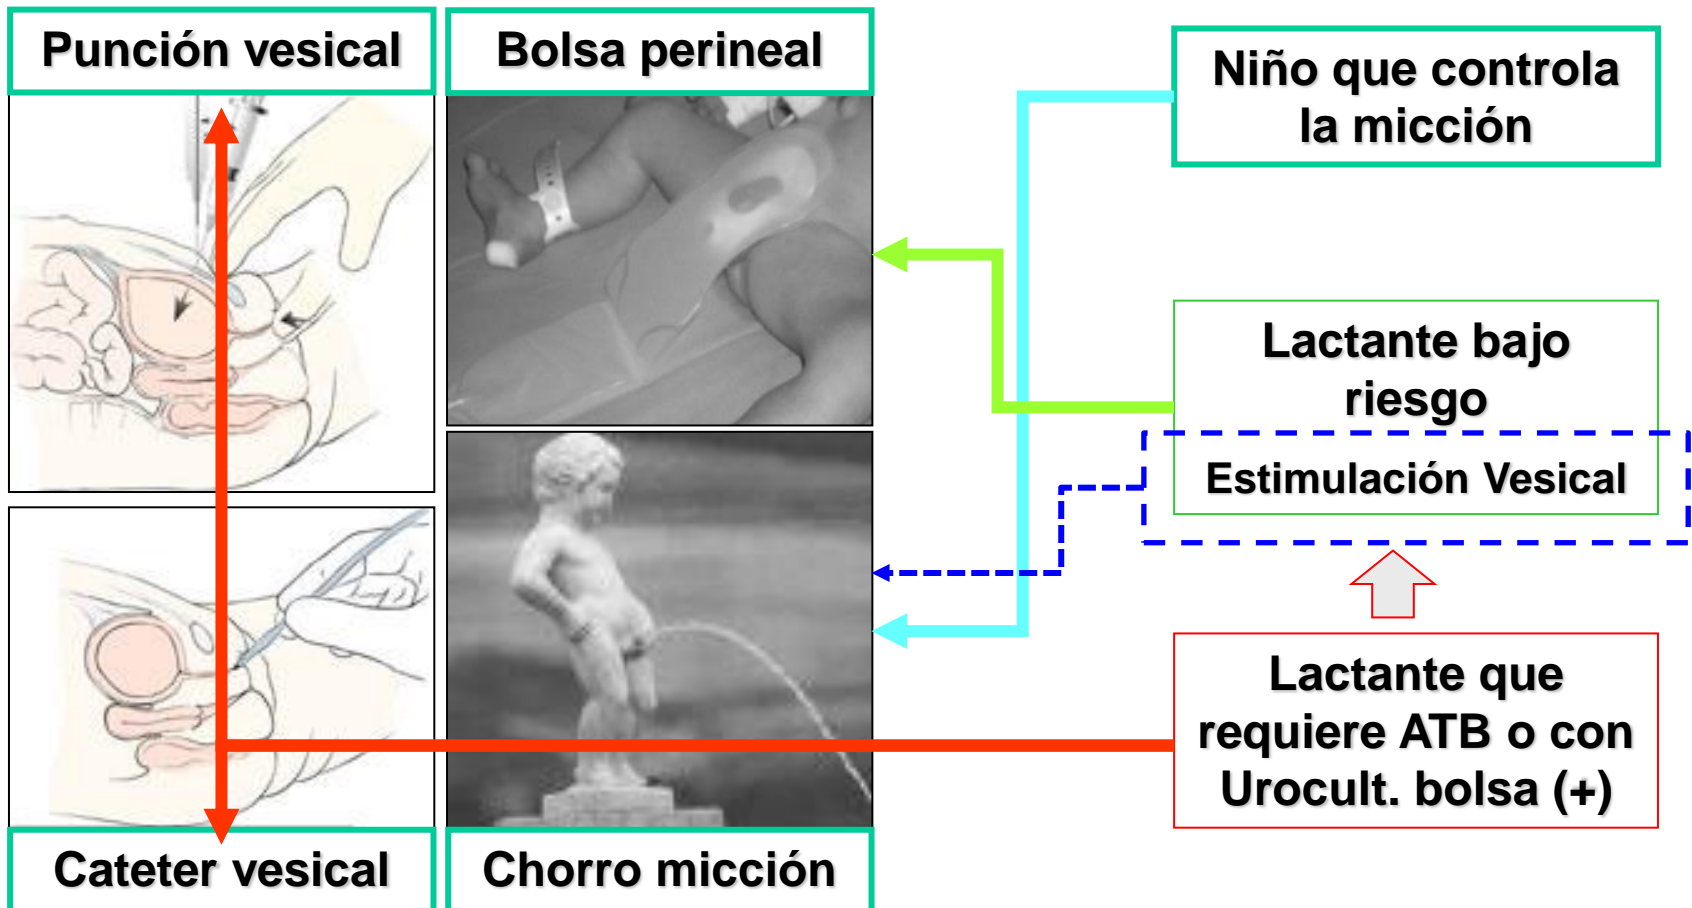 Punción vesical
Bolsa perineal
Niño que controla
la micción
Lactante bajo
riesgo
Estimulación Vesical
Lactante que
requiere ATB o con
Urocult. bolsa (+)
Cateter vesical
Chorro micción